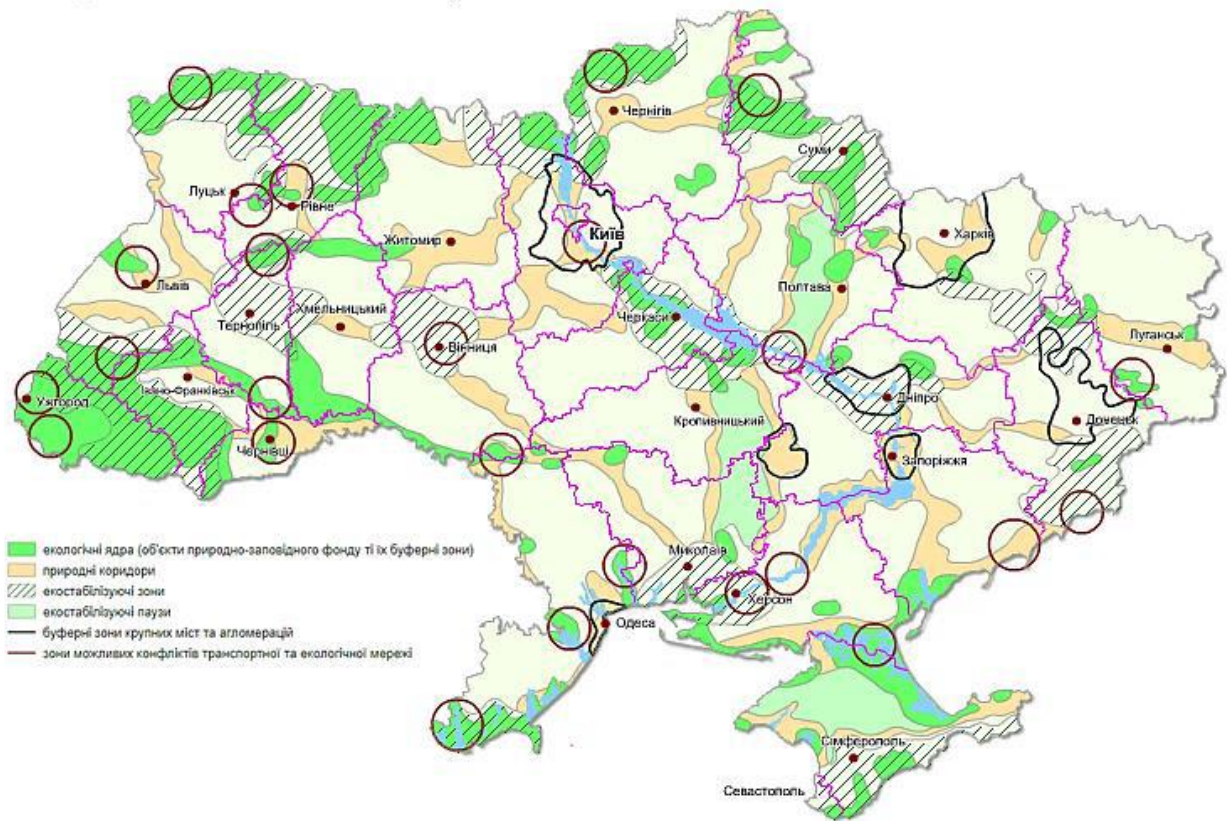 Чернігів
Суми
Луцьк
Рівне
Київ
Харків
Житомир
Львів
Полтава
Хмельницький
Тернопіль
Черкаси
Луганськ
Вінниця
Івано-Франківськ
Ужгород
Дніпро
Кропивницький
Донецьк
Чернівці
Запоріжжя
екологічні ядра (об'єкти природно-заповідного фонду ті їх буферні зони)
природні коридори
екостабілізуючі зони
екостабілізуючі паузи
буферні зони крупних міст та агломерацій
зони можливих конфліктів транспортної та екологічної мережі
Миколаїв
Херсон
Одеса
Сімферополь
Севастополь